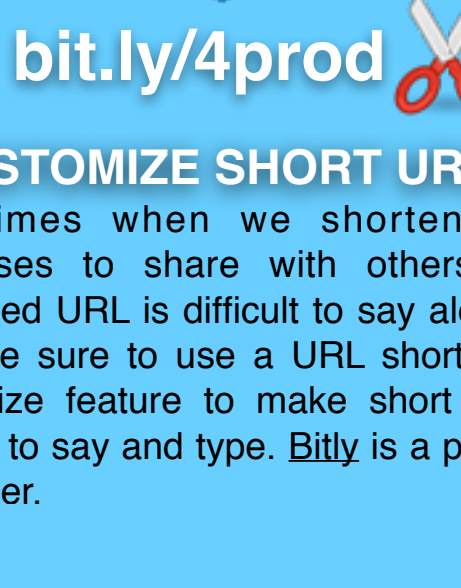 bit.ly/4prod
STOMIZE SHORT UR
imes when we shorten
ses to share with others
ed URL is difficult to say al
e sure to use a URL short
ize feature to make short
to say and type. Bitly is a p
er.